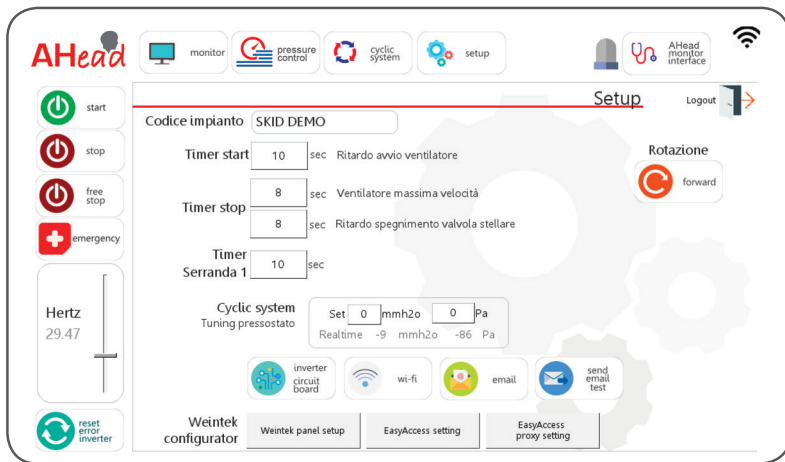 AHead
monitor
pressure
control
cyclic
system
setup
AHead
monitor
interface
Setup
Logout
start
stop
free
stop
emergency
Hertz
29.47
reset
error
inverter
Codice impianto SKID DEMO
Timer start 10 sec Ritardo avvio ventilatore
Timer stop
8 sec Ventilatore massima velocità
8 sec Ritardo spegnimento valvola stellare
Timer
Serranda 1 10 sec
Rotazione
forward
Cyclic system
Tuning pressostato
Set 0 mmh2o 0 Pa
Realtime -9 mmh2o -86 Pa
inverter
circuit
board
wi-fi
email
send
email
test
Weintek
configurator
Weintek panel setup
EasyAccess setting
EasyAccess
proxy setting